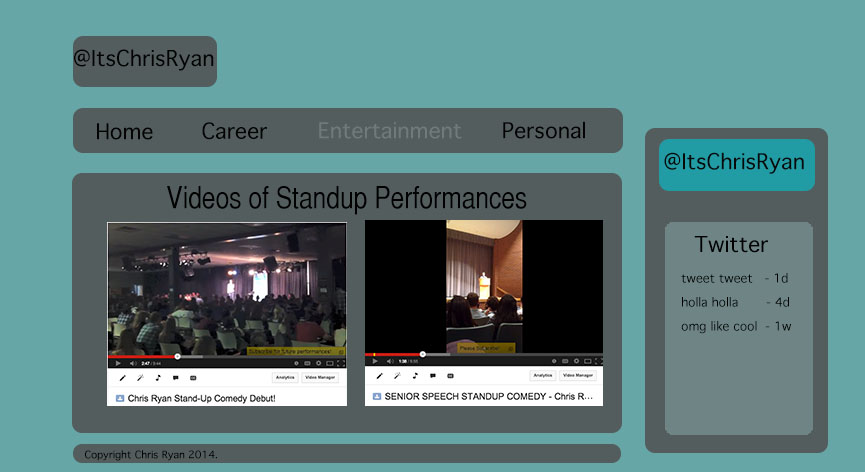 @ItsChrisRyan
Home Career Entertainment Personal
Videos of Standup Performances
Subscribe for future performances!
2:47 / 9:44
Analytics Video Manager
Chris Ryan Stand-Up Comedy Debut!
Please
1:38 / 5:55
Analytics Video Manager
SENIOR SPEECH STANDUP COMEDY - Chris R...
@ItsChrisRyan
Twitter
tweet tweet - 1d
holla holla - 4d
omg like cool - 1w
Copyright Chris Ryan 2014.